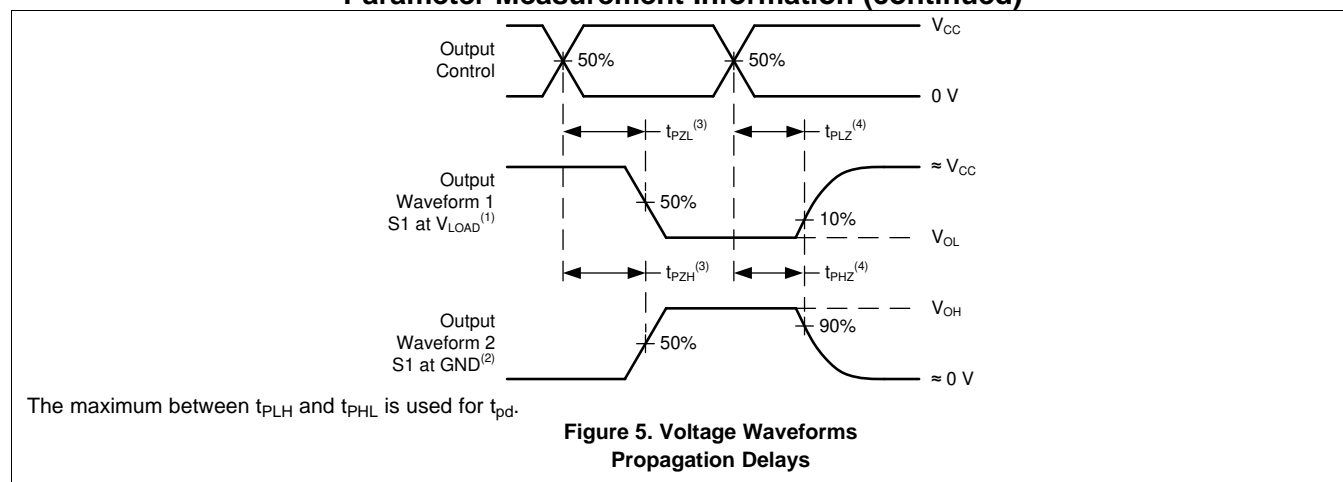 Parameter Measurement Information (continued)
Output
Control
50%
50%
V_CC
0 V
t_PZL^(3)
t_PLZ^(4)
Output
Waveform 1
S1 at V_LOAD^(1)
50%
10%
≈ V_CC
V_OL
t_PZH^(3)
t_PHZ^(4)
Output
Waveform 2
S1 at GND^(2)
50%
90%
V_OH
≈ 0 V
The maximum between t_PLH and t_PHL is used for t_pd.
Figure 5. Voltage Waveforms
Propagation Delays